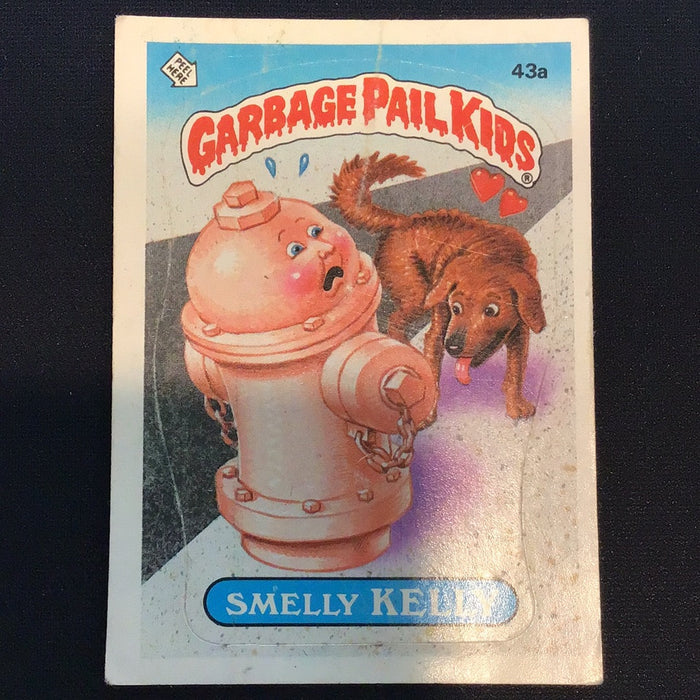 PEEL
HERE
43a
GARBAGE PAIL KIDS
®
SMELLY KELLY